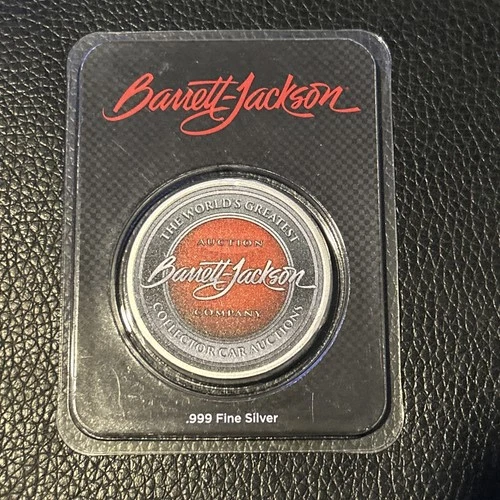 Barrett-Jackson
THE WORLD'S GREATEST
AUCTION
Barrett-Jackson
COMPANY
COLLECTOR CAR AUCTIONS
.999 Fine Silver